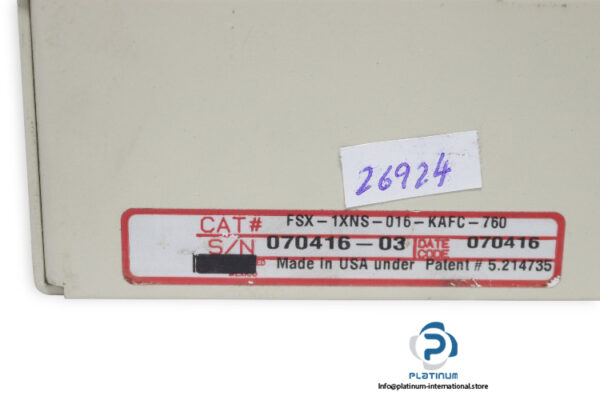 26924
CAT# FSX-1XNS-016-KAFC-760
S/N 070416-03 DATE CODE 070416
Made In USA under Patent # 5.214735
PLATINUM
info@platinum-international.store